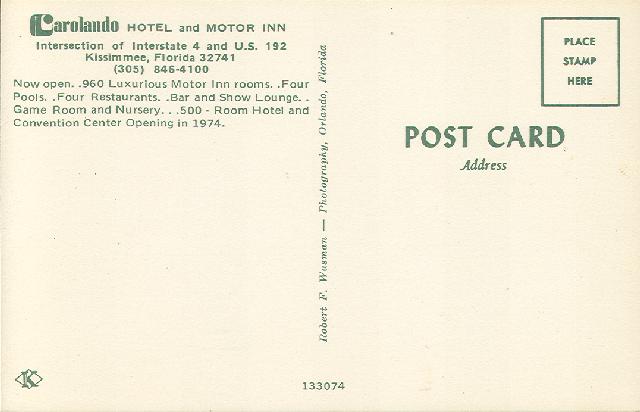 Carolando HOTEL and MOTOR INN
Intersection of Interstate 4 and U.S. 192
Kissimmee, Florida 32741
(305) 846-4100
Now open. .960 Luxurious Motor Inn rooms. .Four
Pools. .Four Restaurants. .Bar and Show Lounge. .
Game Room and Nursery. . .500 - Room Hotel and
Convention Center Opening in 1974.
Robert F. Wusman — Photography, Orlando, Florida
PLACE
STAMP
HERE
POST CARD
Address
K
133074